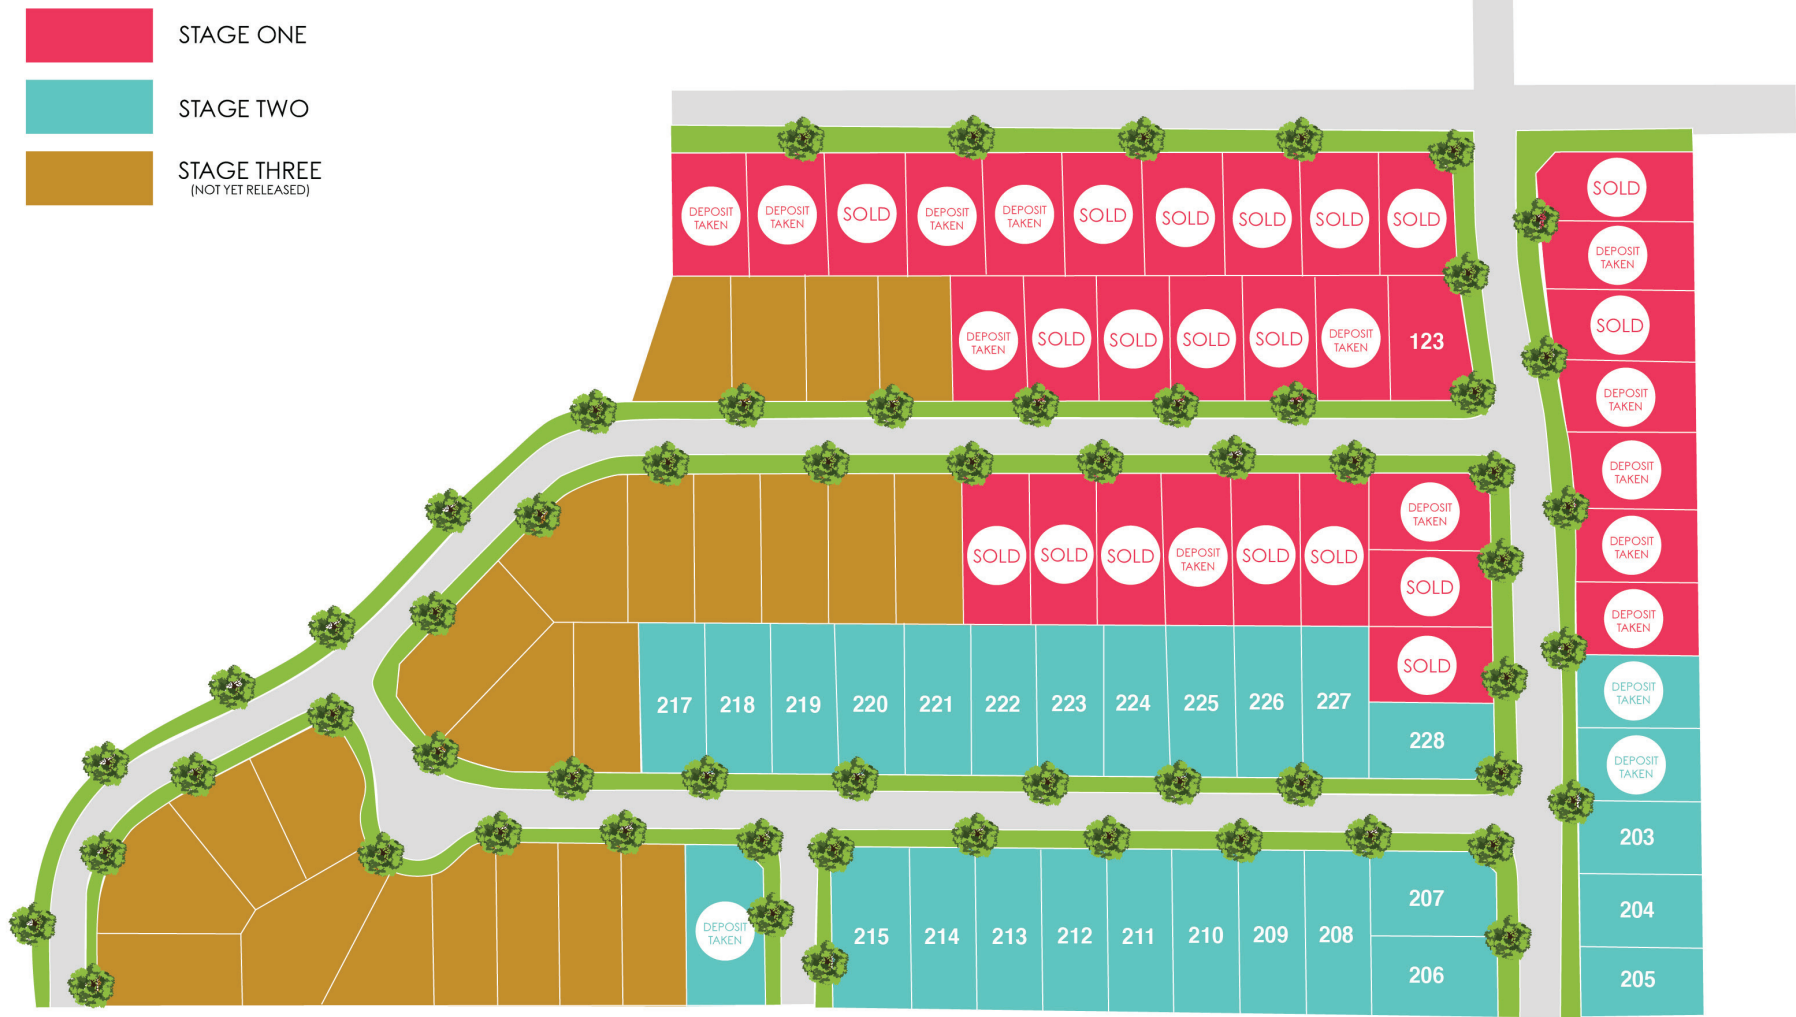 STAGE ONE
STAGE TWO
STAGE THREE
(NOT YET RELEASED)
DEPOSIT
TAKEN
DEPOSIT
TAKEN
SOLD
DEPOSIT
TAKEN
DEPOSIT
TAKEN
SOLD
SOLD
SOLD
SOLD
SOLD
DEPOSIT
TAKEN
SOLD
SOLD
SOLD
SOLD
DEPOSIT
TAKEN
123
SOLD
SOLD
SOLD
DEPOSIT
TAKEN
SOLD
SOLD
DEPOSIT
TAKEN
SOLD
SOLD
217
218
219
220
221
222
223
224
225
226
227
228
DEPOSIT
TAKEN
215
214
213
212
211
210
209
208
207
206
SOLD
DEPOSIT
TAKEN
SOLD
DEPOSIT
TAKEN
DEPOSIT
TAKEN
DEPOSIT
TAKEN
DEPOSIT
TAKEN
DEPOSIT
TAKEN
DEPOSIT
TAKEN
203
204
205